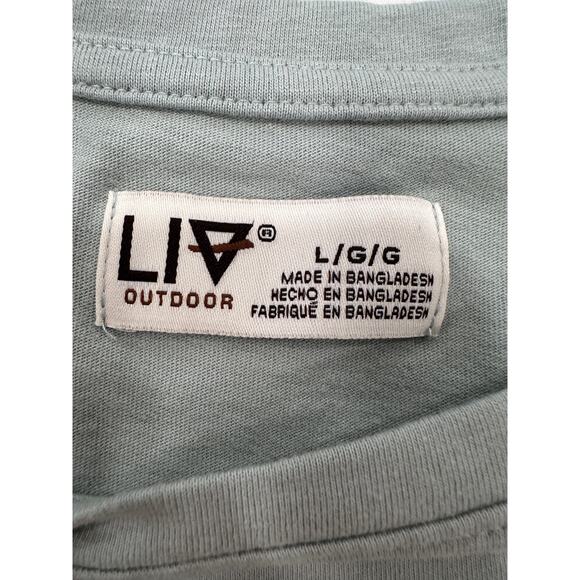 LIV®
OUTDOOR
L/G/G
MADE IN BANGLADESH
HECHO EN BANGLADESH
FABRIQUÉ EN BANGLADESH